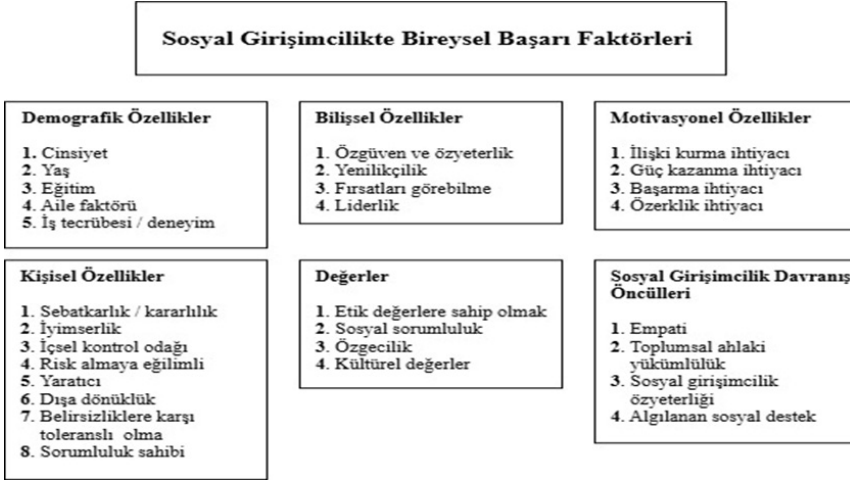 Sosyal Girişimcilikte Bireysel Başarı Faktörleri
Demografik Özellikler
1. Cinsiyet
2. Yaş
3. Eğitim
4. Aile faktörü
5. İş tecrübesi / deneyim
Bilişsel Özellikler
1. Özgüven ve özyeterlik
2. Yenilikçilik
3. Fırsatları görebilme
4. Liderlik
Motivasyonel Özellikler
1. İlişki kurma ihtiyacı
2. Güç kazanma ihtiyacı
3. Başarma ihtiyacı
4. Özerklik ihtiyacı
Kişisel Özellikler
1. Sebatkarlık / kararlılık
2. İyimserlik
3. İçsel kontrol odağı
4. Risk almaya eğilimli
5. Yaratıcı
6. Dışa dönüklük
7. Belirsizliklere karşı
toleranslı olma
8. Sorumluluk sahibi
Değerler
1. Etik değerlere sahip olmak
2. Sosyal sorumluluk
3. Özgecilik
4. Kültürel değerler
Sosyal Girişimcilik Davranış
Öncülleri
1. Empati
2. Toplumsal ahlaki
yükümlülük
3. Sosyal girişimcilik
özyeterliği
4. Algılanan sosyal destek